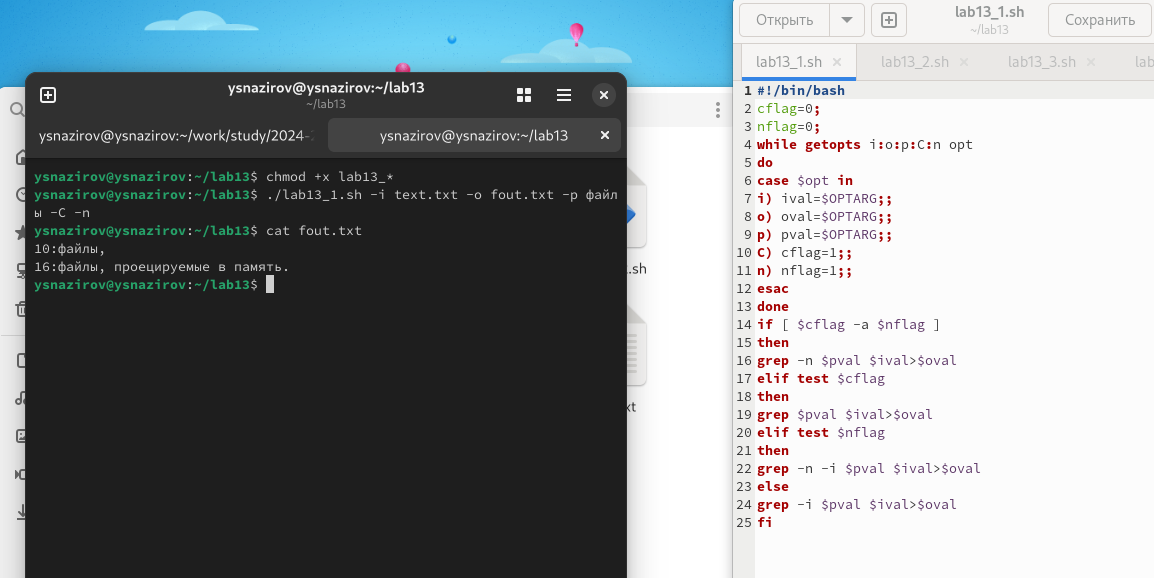 ysnazirov@ysnazirov:~/lab13
~/lab13
ysnazirov@ysnazirov:~/work/study/2024-
ysnazirov@ysnazirov:~/lab13
ysnazirov@ysnazirov:~/lab13$ chmod +x lab13_*
ysnazirov@ysnazirov:~/lab13$ ./lab13_1.sh -i text.txt -o fout.txt -p файл
ы -C -n
ysnazirov@ysnazirov:~/lab13$ cat fout.txt
10:файлы,
16:файлы, проецируемые в память.
ysnazirov@ysnazirov:~/lab13$
.sh
xt
Открыть
lab13_1.sh
~/lab13
Сохранить
lab13_1.sh
lab13_2.sh
lab13_3.sh
lab
1 #!/bin/bash
2 cflag=0;
3 nflag=0;
4 while getopts i:o:p:C:n opt
5 do
6 case $opt in
7 i) ival=$OPTARG;;
8 o) oval=$OPTARG;;
9 p) pval=$OPTARG;;
10 C) cflag=1;;
11 n) nflag=1;;
12 esac
13 done
14 if [ $cflag -a $nflag ]
15 then
16 grep -n $pval $ival>$oval
17 elif test $cflag
18 then
19 grep $pval $ival>$oval
20 elif test $nflag
21 then
22 grep -n -i $pval $ival>$oval
23 else
24 grep -i $pval $ival>$oval
25 fi